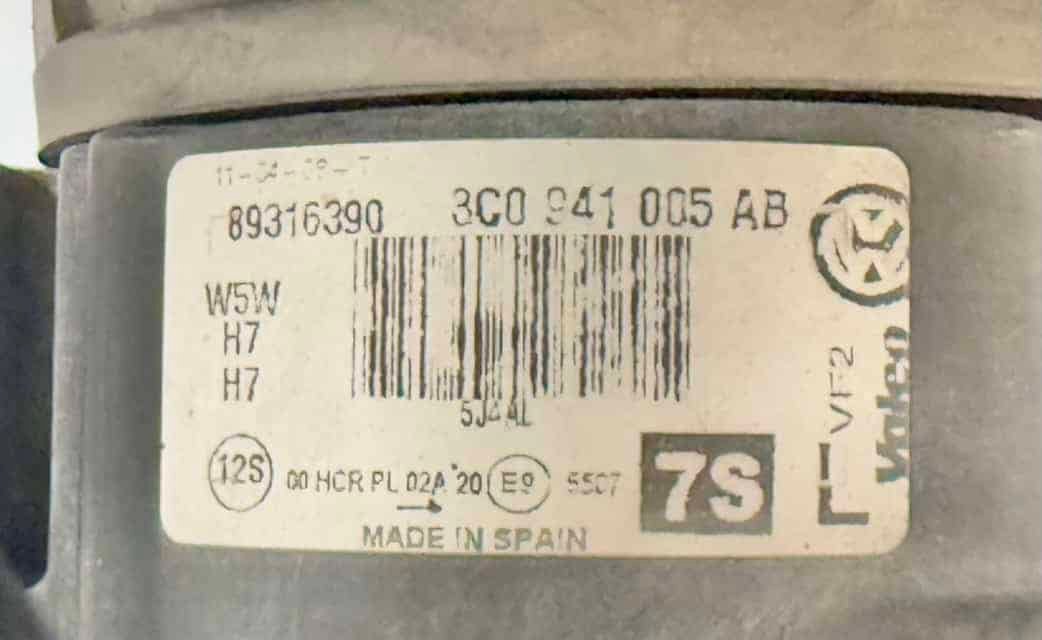 89316390 3C0 941 005 AB
W5W
H7
H7
5J4AL
12S 00 HCR PL 02A 20 E9 5507
7S
MADE IN SPAIN
L VF2
Valeo